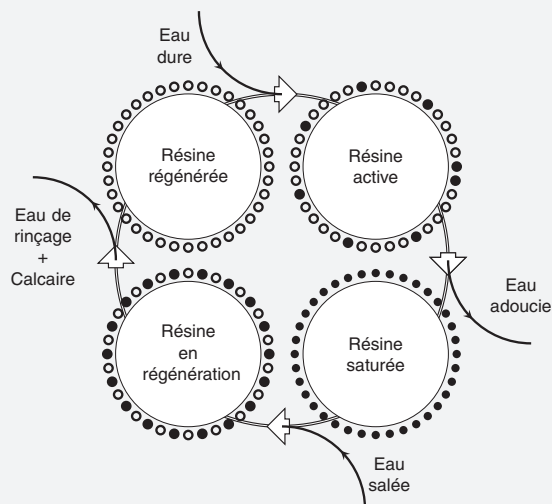 Eau
dure
Résine
régénérée
Résine
active
Eau de
rinçage
+
Calcaire
Eau
adoucie
Résine
en
régénération
Résine
saturée
Eau
salée